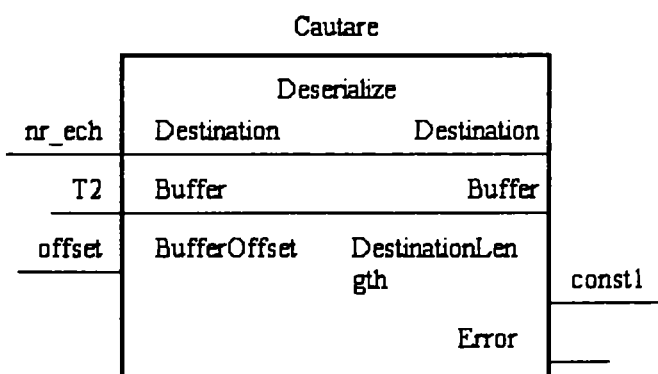 Cautare
Deserialize
nr_ech Destination Destination
T2 Buffer Buffer
offset BufferOffset DestinationLen
gth const1
Error